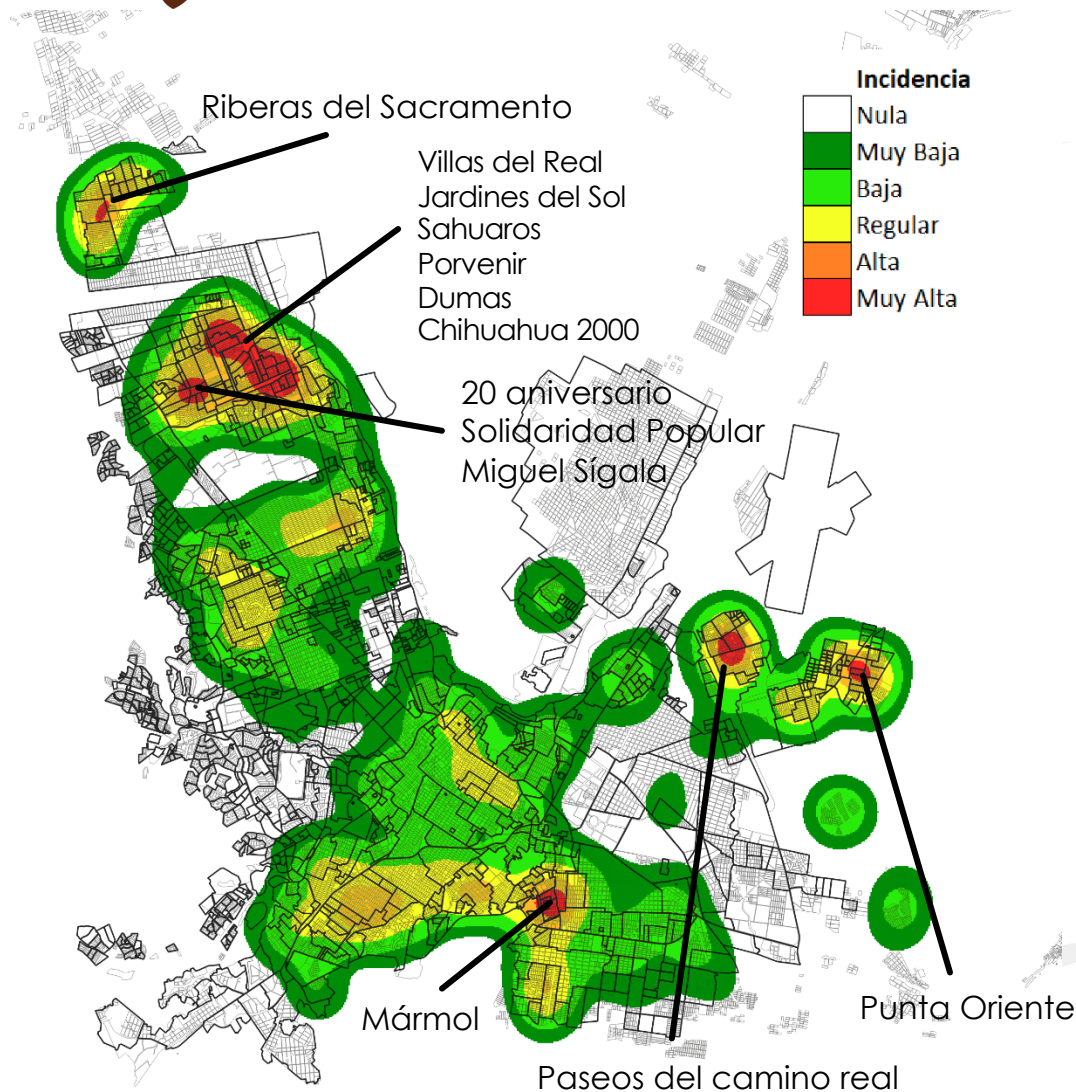 Incidencia
Nula
Muy Baja
Baja
Regular
Alta
Muy Alta
Riberas del Sacramento
Villas del Real
Jardines del Sol
Sahuaros
Porvenir
Dumas
Chihuahua 2000
20 aniversario
Solidaridad Popular
Miguel Sígala
Mármol
Punta Oriente
Paseos del camino real